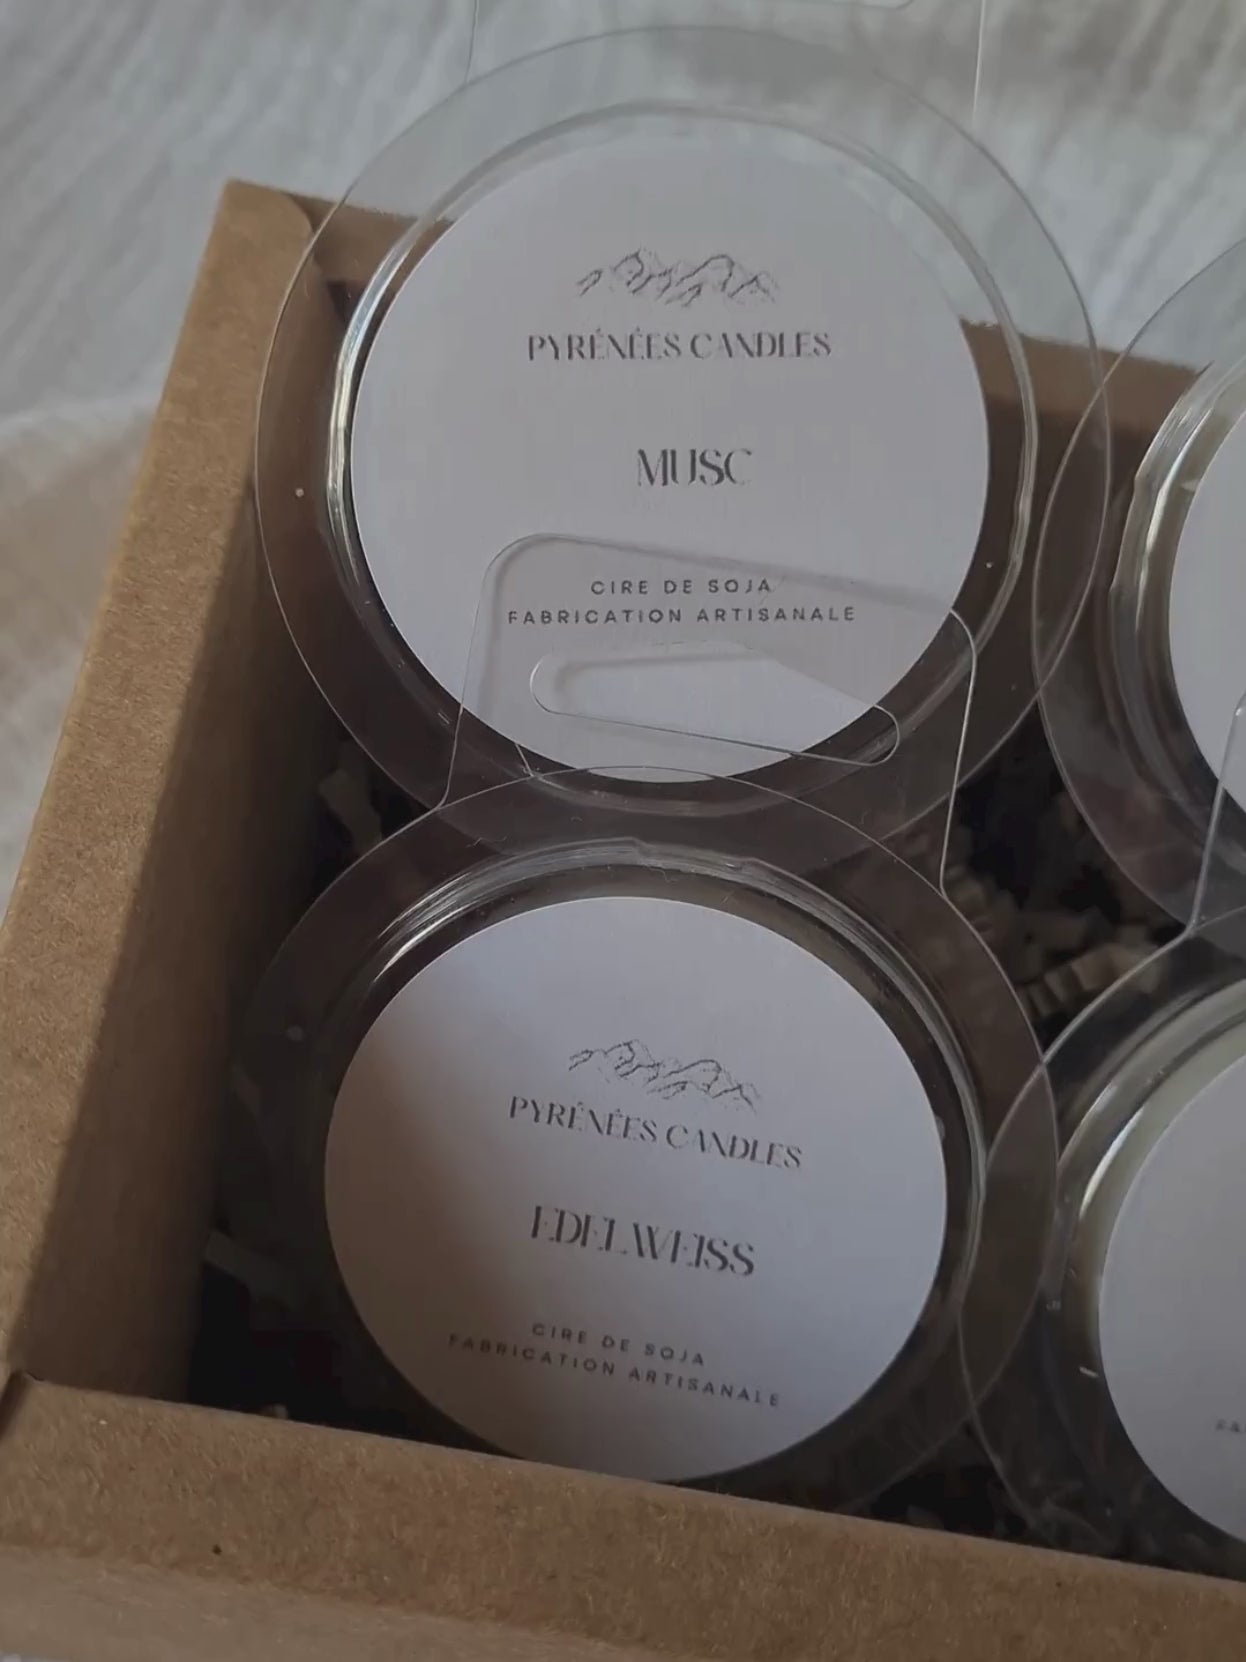 PYRÉNÉES CANDLES
MUSC
CIRE DE SOJA
FABRICATION ARTISANALE
PYRÉNÉES CANDLES
EDELWEISS
CIRE DE SOJA
FABRICATION ARTISANALE